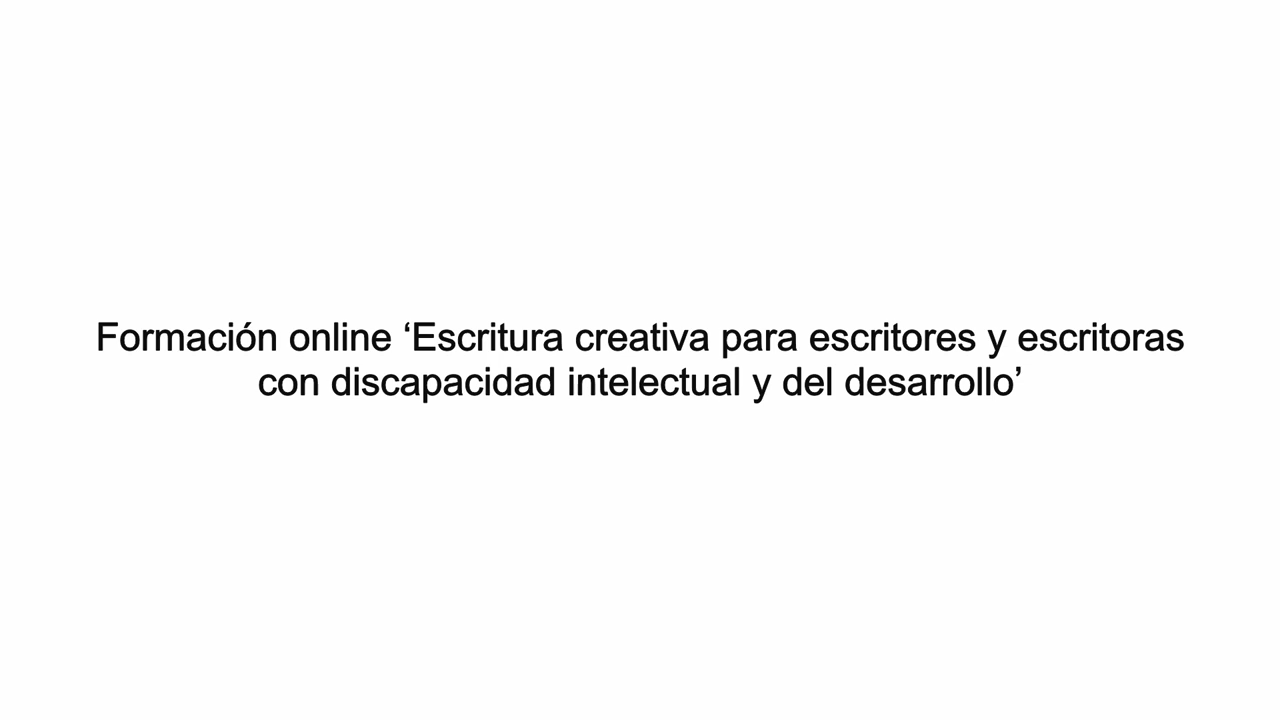 Formación online ‘Escritura creativa para escritores y escritoras
con discapacidad intelectual y del desarrollo’